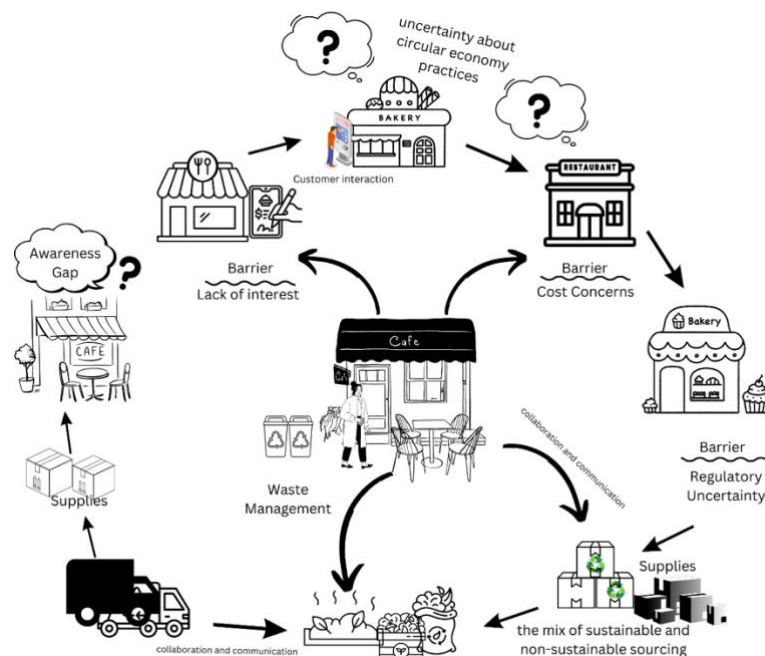 uncertainty about
circular economy
practices
?
?
BAKERY
Customer interaction
RESTAURANT
Awareness
Gap
?
CAFE
Barrier
Lack of interest
Barrier
Cost Concerns
Cafe
Bakery
collaboration and communication
Barrier
Regulatory
Uncertainty
Waste
Management
Supplies
Supplies
the mix of sustainable and
non-sustainable sourcing
collaboration and communication